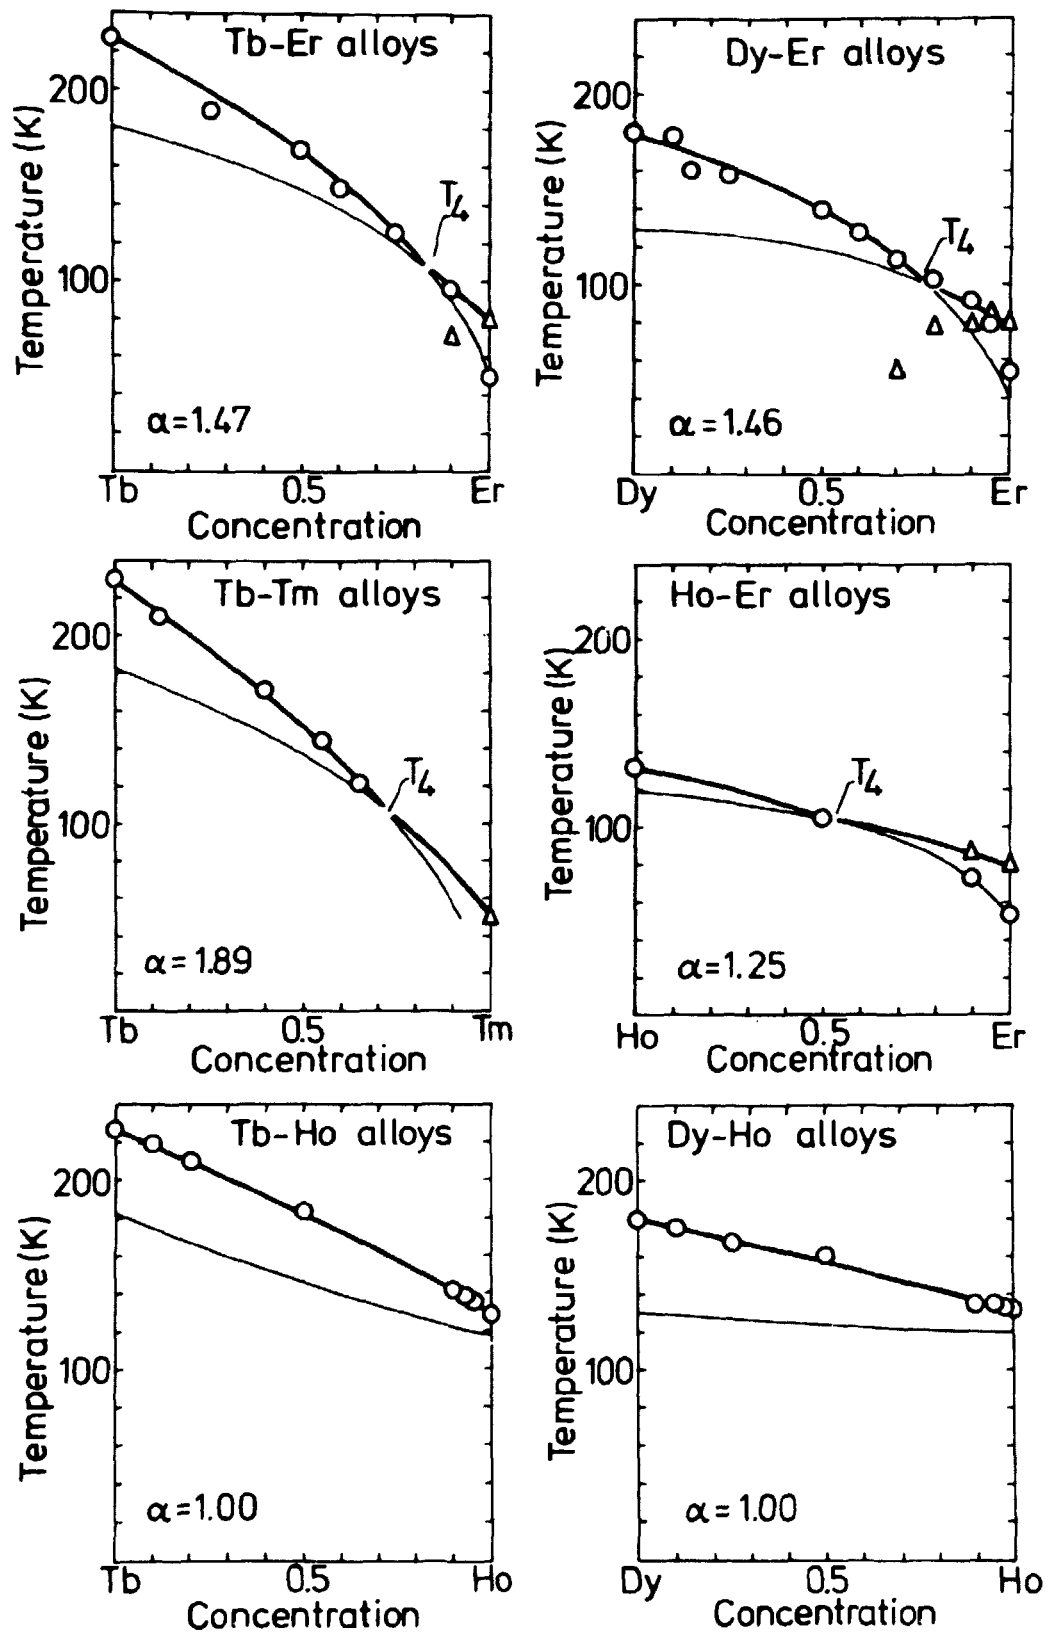 Tb-Er alloys
Temperature (K)
200
100
T4
α=1.47
Tb 0.5 Er
Concentration
Dy-Er alloys
Temperature (K)
200
100
T4
α=1.46
Dy 0.5 Er
Concentration
Tb-Tm alloys
Temperature (K)
200
100
T4
α=1.89
Tb 0.5 Tm
Concentration
Ho-Er alloys
Temperature (K)
200
100
T4
α=1.25
Ho 0.5 Er
Concentration
Tb-Ho alloys
Temperature (K)
200
100
α=1.00
Tb 0.5 Ho
Concentration
Dy-Ho alloys
Temperature (K)
200
100
α=1.00
Dy 0.5 Ho
Concentration